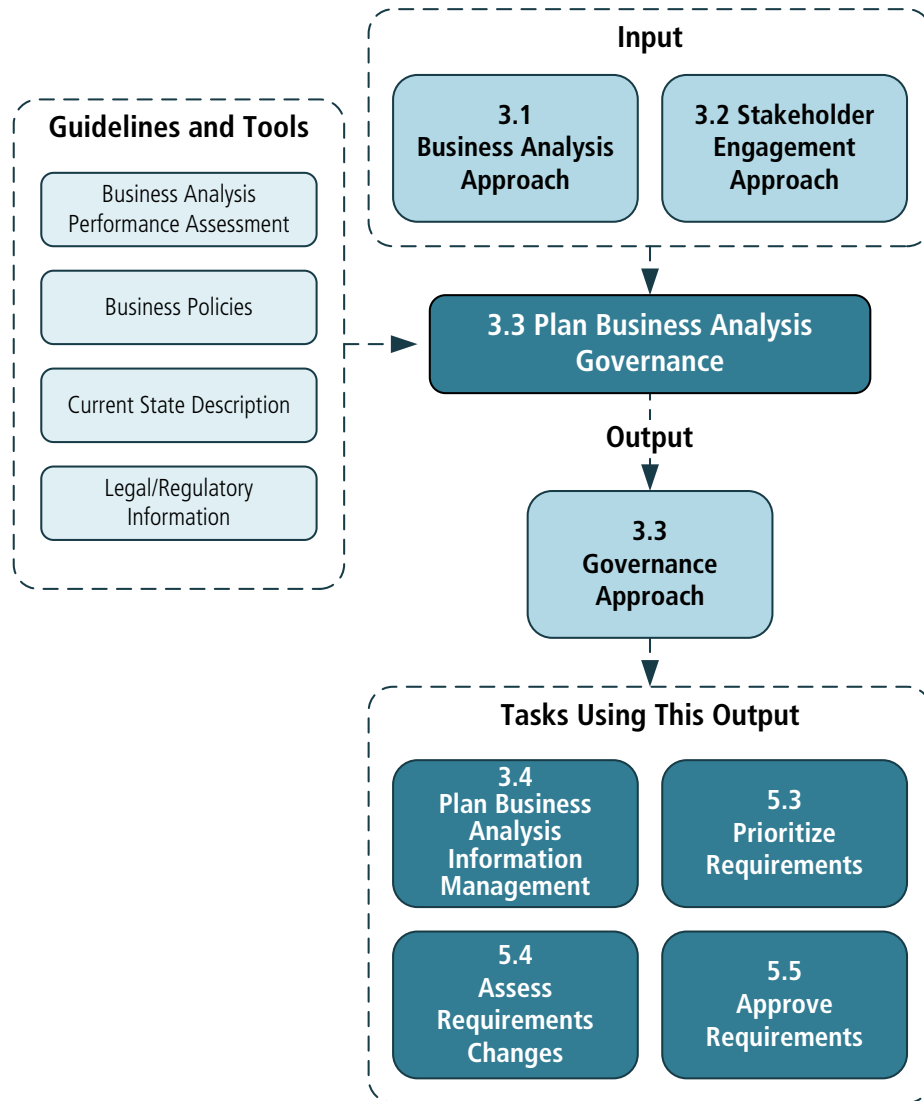 Input
3.1
Business Analysis
Approach
3.2 Stakeholder
Engagement
Approach
Guidelines and Tools
Business Analysis
Performance Assessment
Business Policies
Current State Description
Legal/Regulatory
Information
3.3 Plan Business Analysis
Governance
Output
3.3
Governance
Approach
Tasks Using This Output
3.4
Plan Business
Analysis
Information
Management
5.3
Prioritize
Requirements
5.4
Assess
Requirements
Changes
5.5
Approve
Requirements